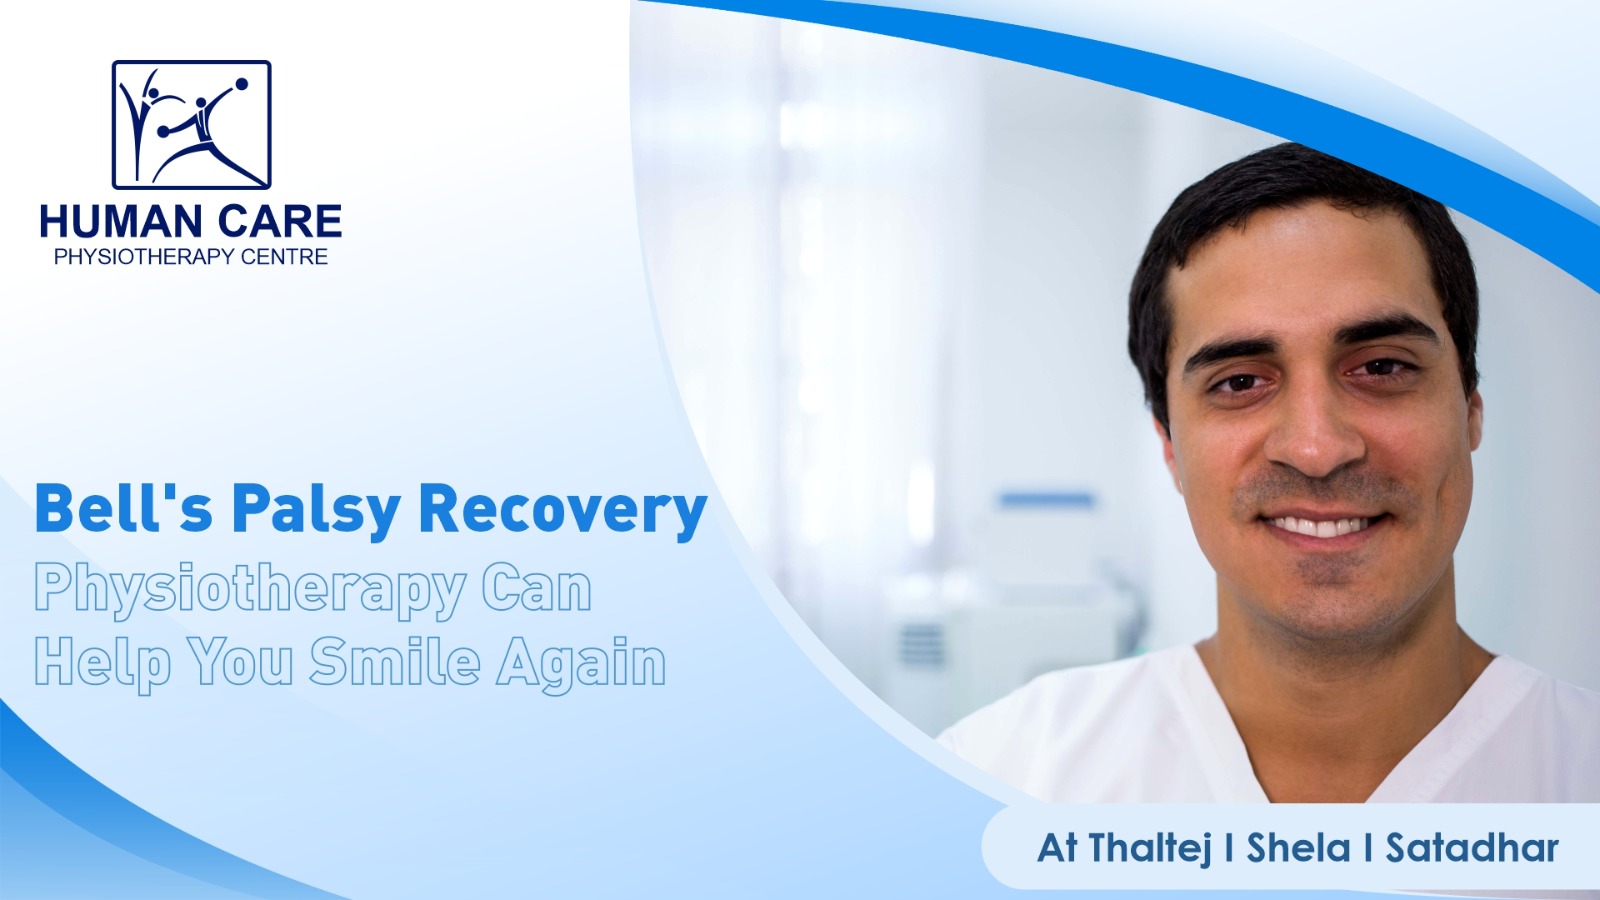 HUMAN CARE
PHYSIOTHERAPY CENTRE
Bell's Palsy Recovery
Physiotherapy Can
Help You Smile Again
At Thaltej I Shela I Satadhar